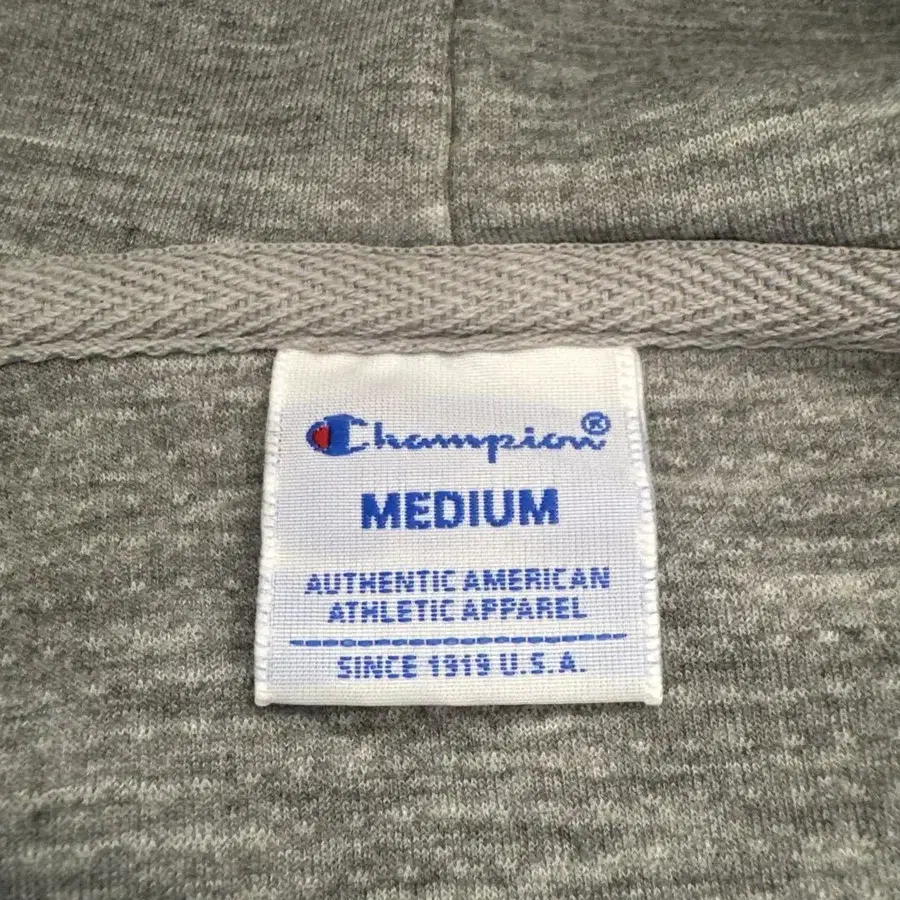 Champion®
MEDIUM
AUTHENTIC AMERICAN
ATHLETIC APPAREL
SINCE 1919 U.S.A.